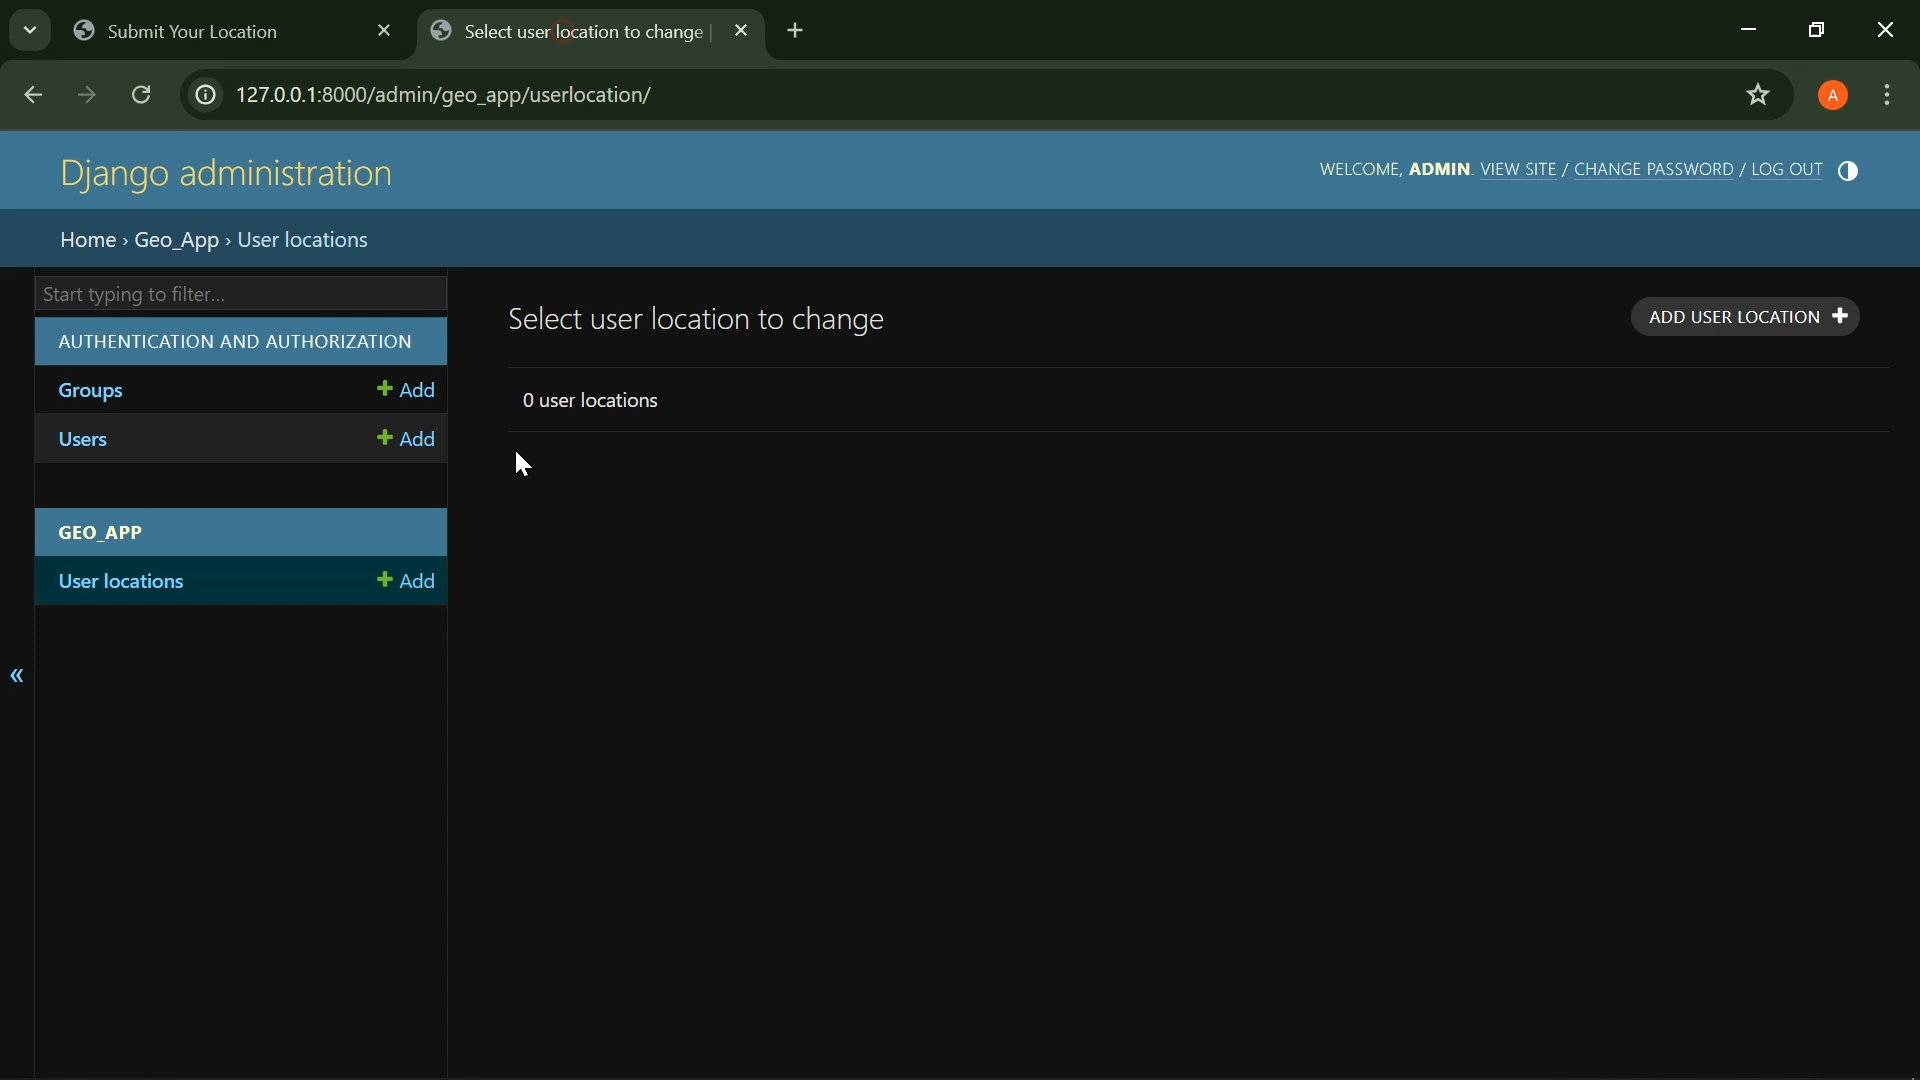 Submit Your Location
Select user location to change |
127.0.0.1:8000/admin/geo_app/userlocation/
A
Django administration
WELCOME, ADMIN. VIEW SITE / CHANGE PASSWORD / LOG OUT
Home › Geo_App › User locations
Start typing to filter...
AUTHENTICATION AND AUTHORIZATION
Groups + Add
Users + Add
GEO_APP
User locations + Add
«
Select user location to change
ADD USER LOCATION +
0 user locations